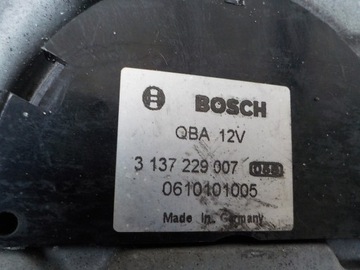 BOSCH
QBA 12V
3 137 229 007
0610101005
Made In Germany